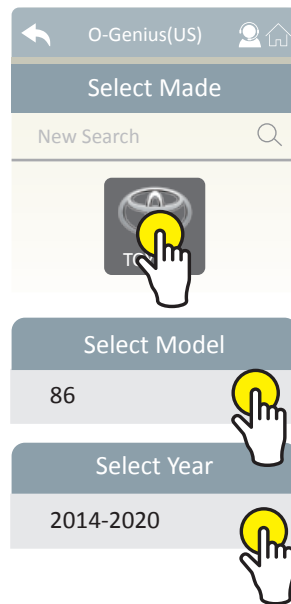 O-Genius(US)
Select Made
New Search
Select Model
86
Select Year
2014-2020